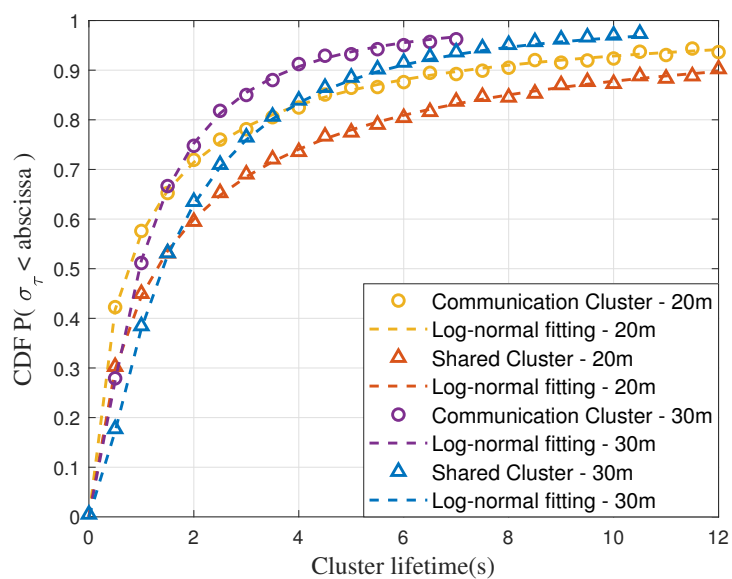 1
0.9
0.8
0.7
0.6
0.5
0.4
0.3
0.2
0.1
0
CDF P( σ_τ < abscissa )
Communication Cluster - 20m
Log-normal fitting - 20m
Shared Cluster - 20m
Log-normal fitting - 20m
Communication Cluster - 30m
Log-normal fitting - 30m
Shared Cluster - 30m
Log-normal fitting - 30m
0 2 4 6 8 10 12
Cluster lifetime(s)